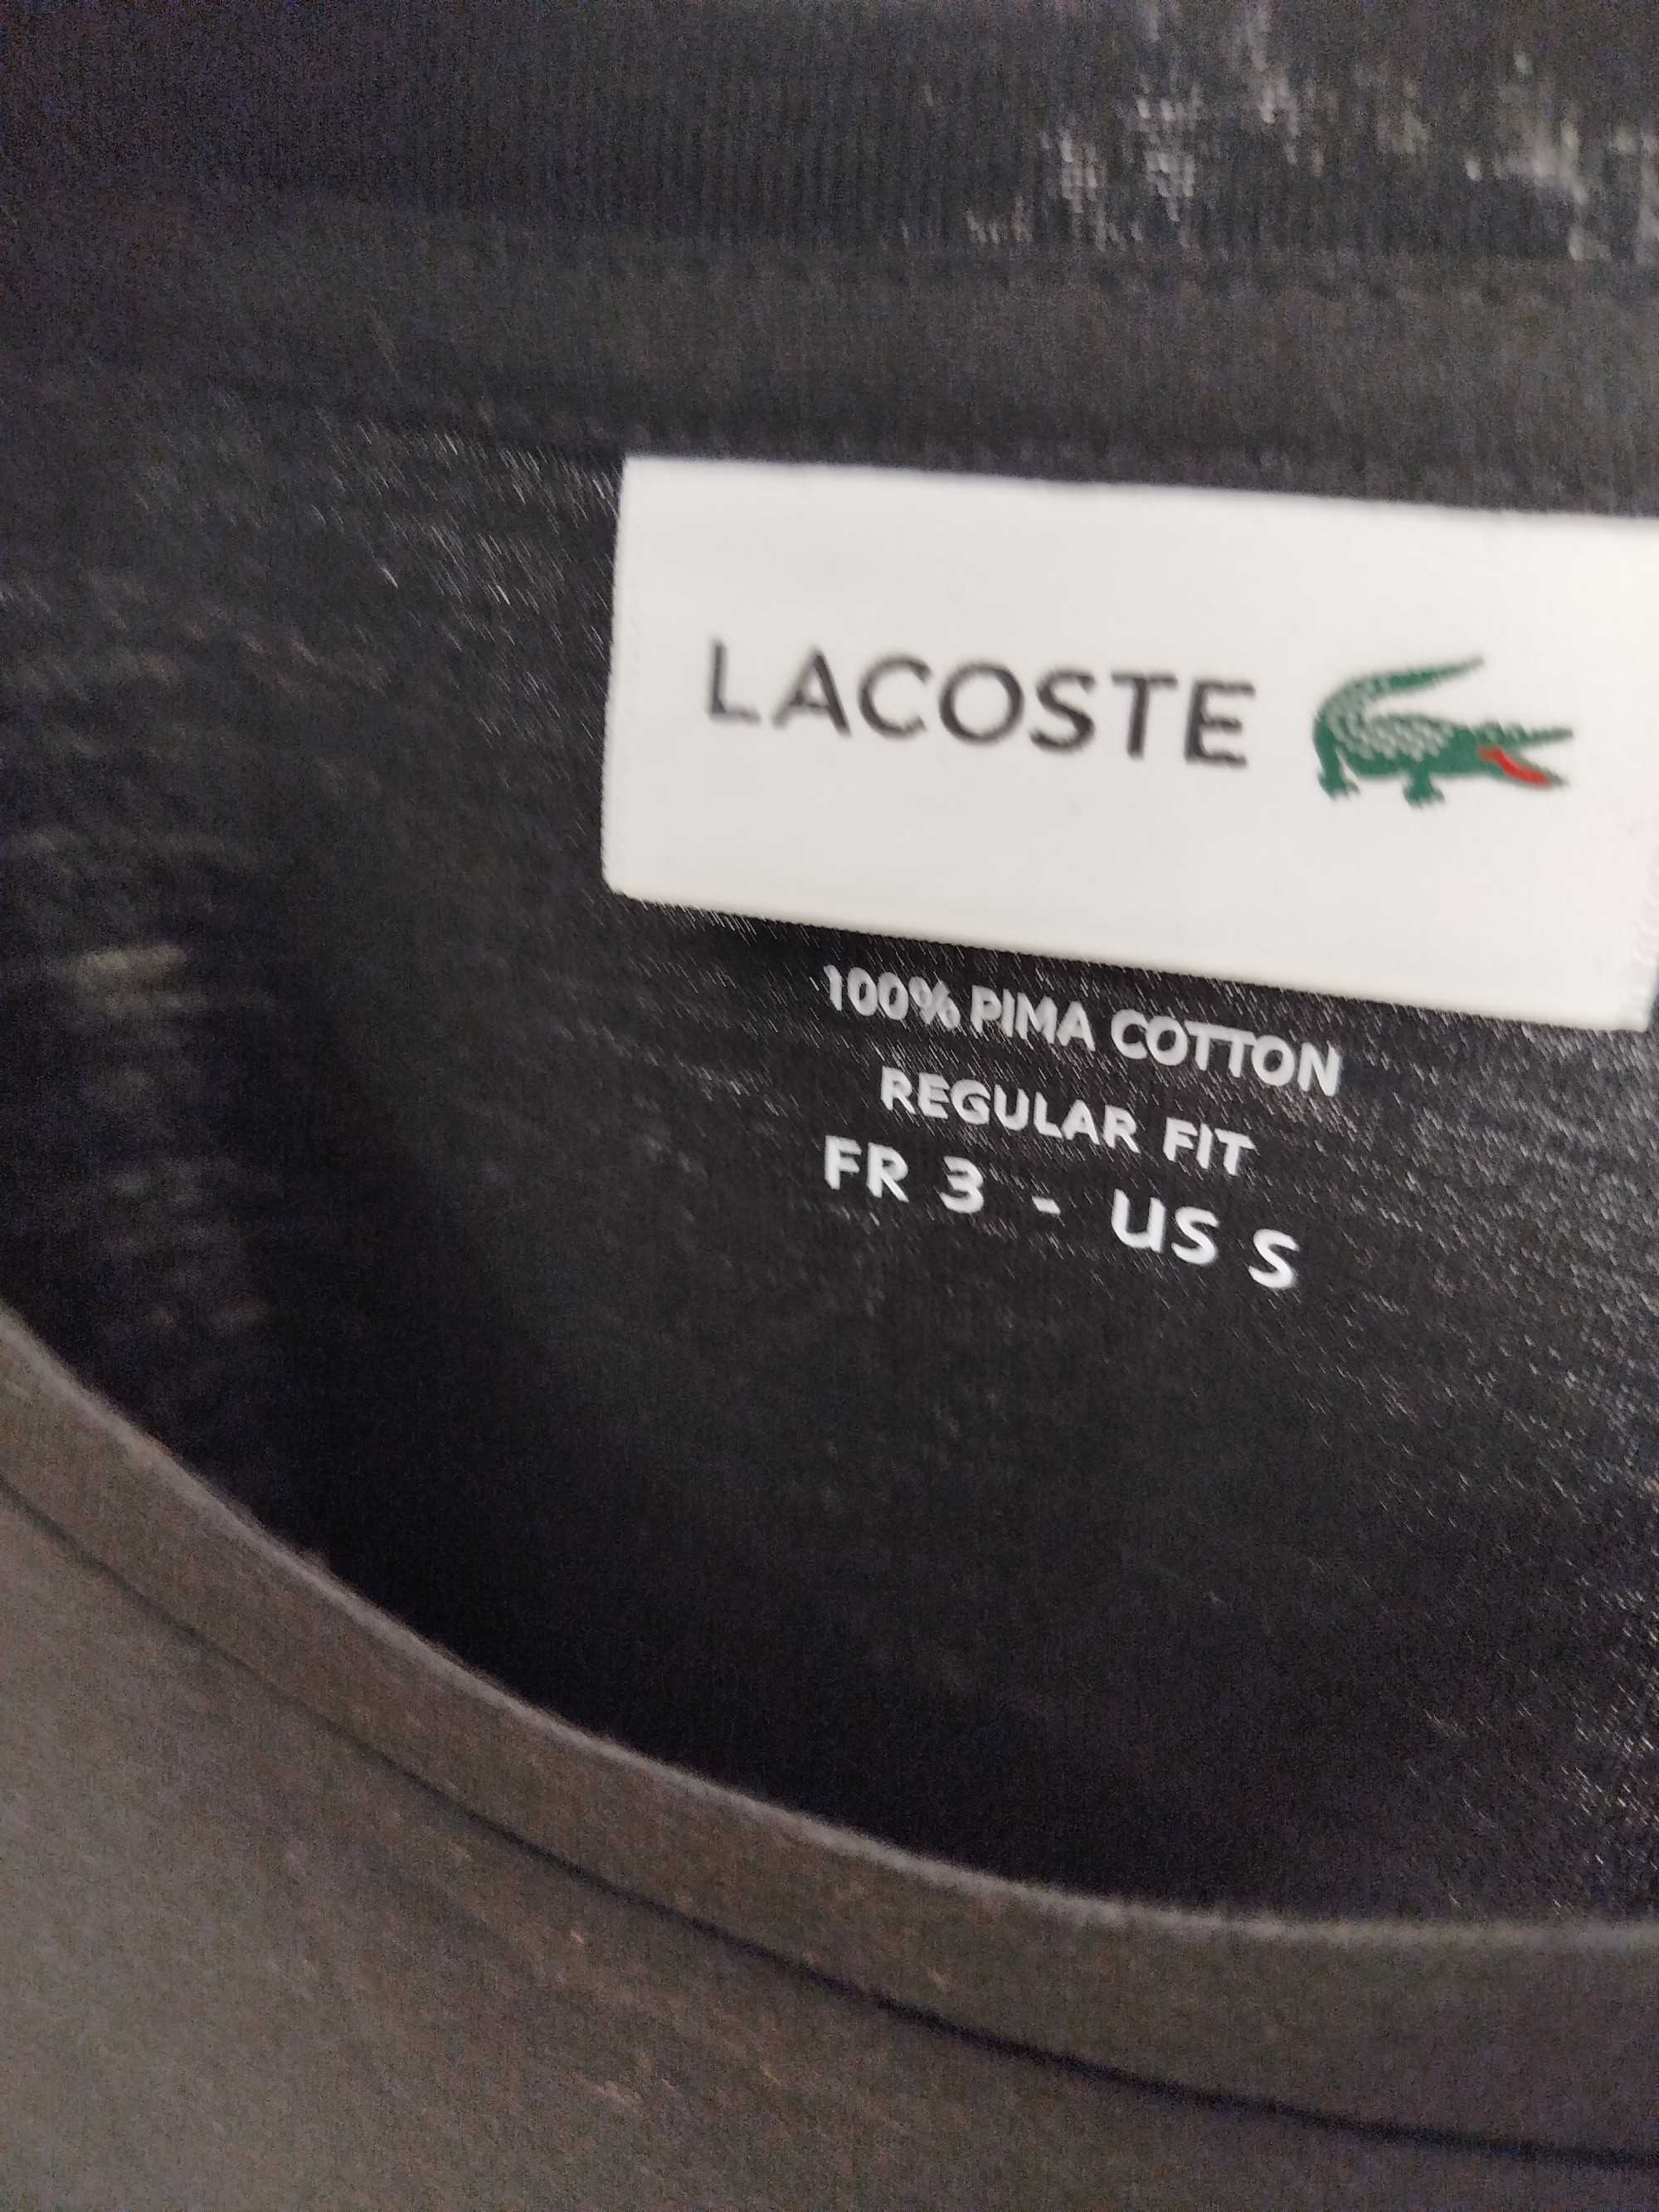 LACOSTE
100% PIMA COTTON
REGULAR FIT
FR 3 - US S